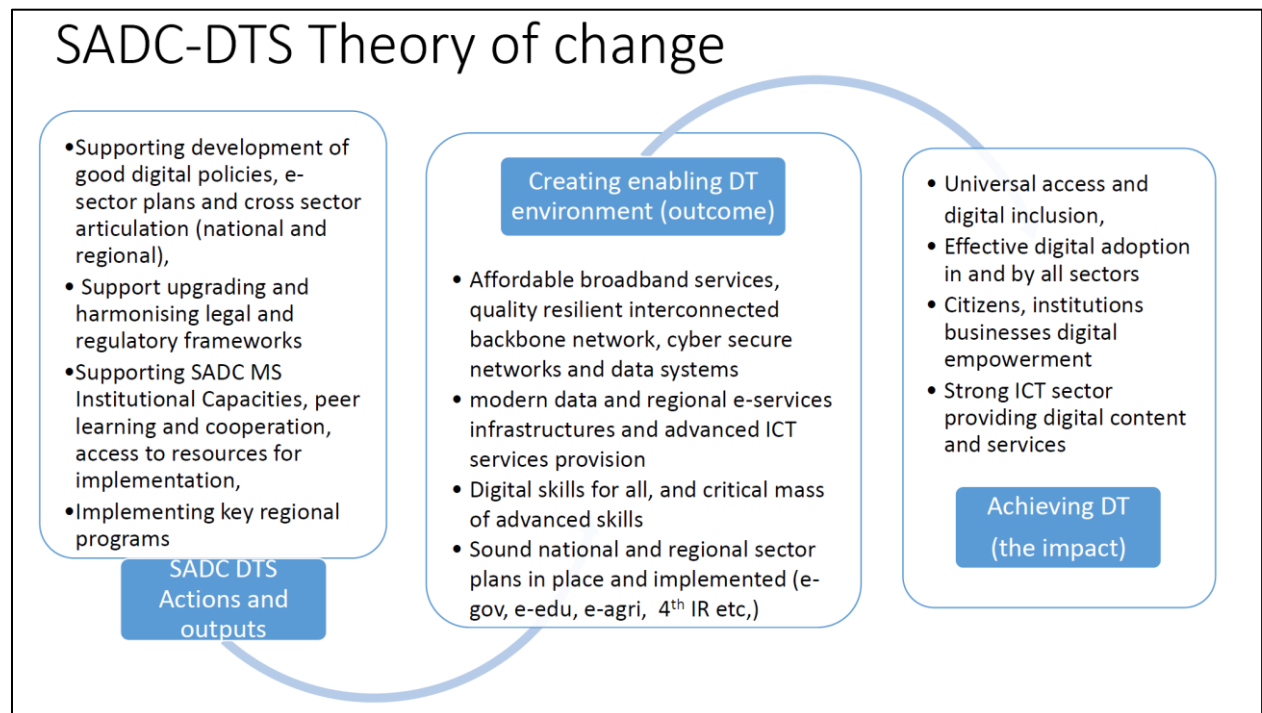 SADC-DTS Theory of change
•Supporting development of
good digital policies, e-
sector plans and cross sector
articulation (national and
regional),
• Support upgrading and
harmonising legal and
regulatory frameworks
•Supporting SADC MS
Institutional Capacities, peer
learning and cooperation,
access to resources for
implementation,
•Implementing key regional
programs
SADC DTS
Actions and
outputs
Creating enabling DT
environment (outcome)
• Affordable broadband services,
quality resilient interconnected
backbone network, cyber secure
networks and data systems
• modern data and regional e-services
infrastructures and advanced ICT
services provision
• Digital skills for all, and critical mass
of advanced skills
• Sound national and regional sector
plans in place and implemented (e-
gov, e-edu, e-agri, 4th IR etc,)
• Universal access and
digital inclusion,
• Effective digital adoption
in and by all sectors
• Citizens, institutions
businesses digital
empowerment
• Strong ICT sector
providing digital content
and services
Achieving DT
(the impact)